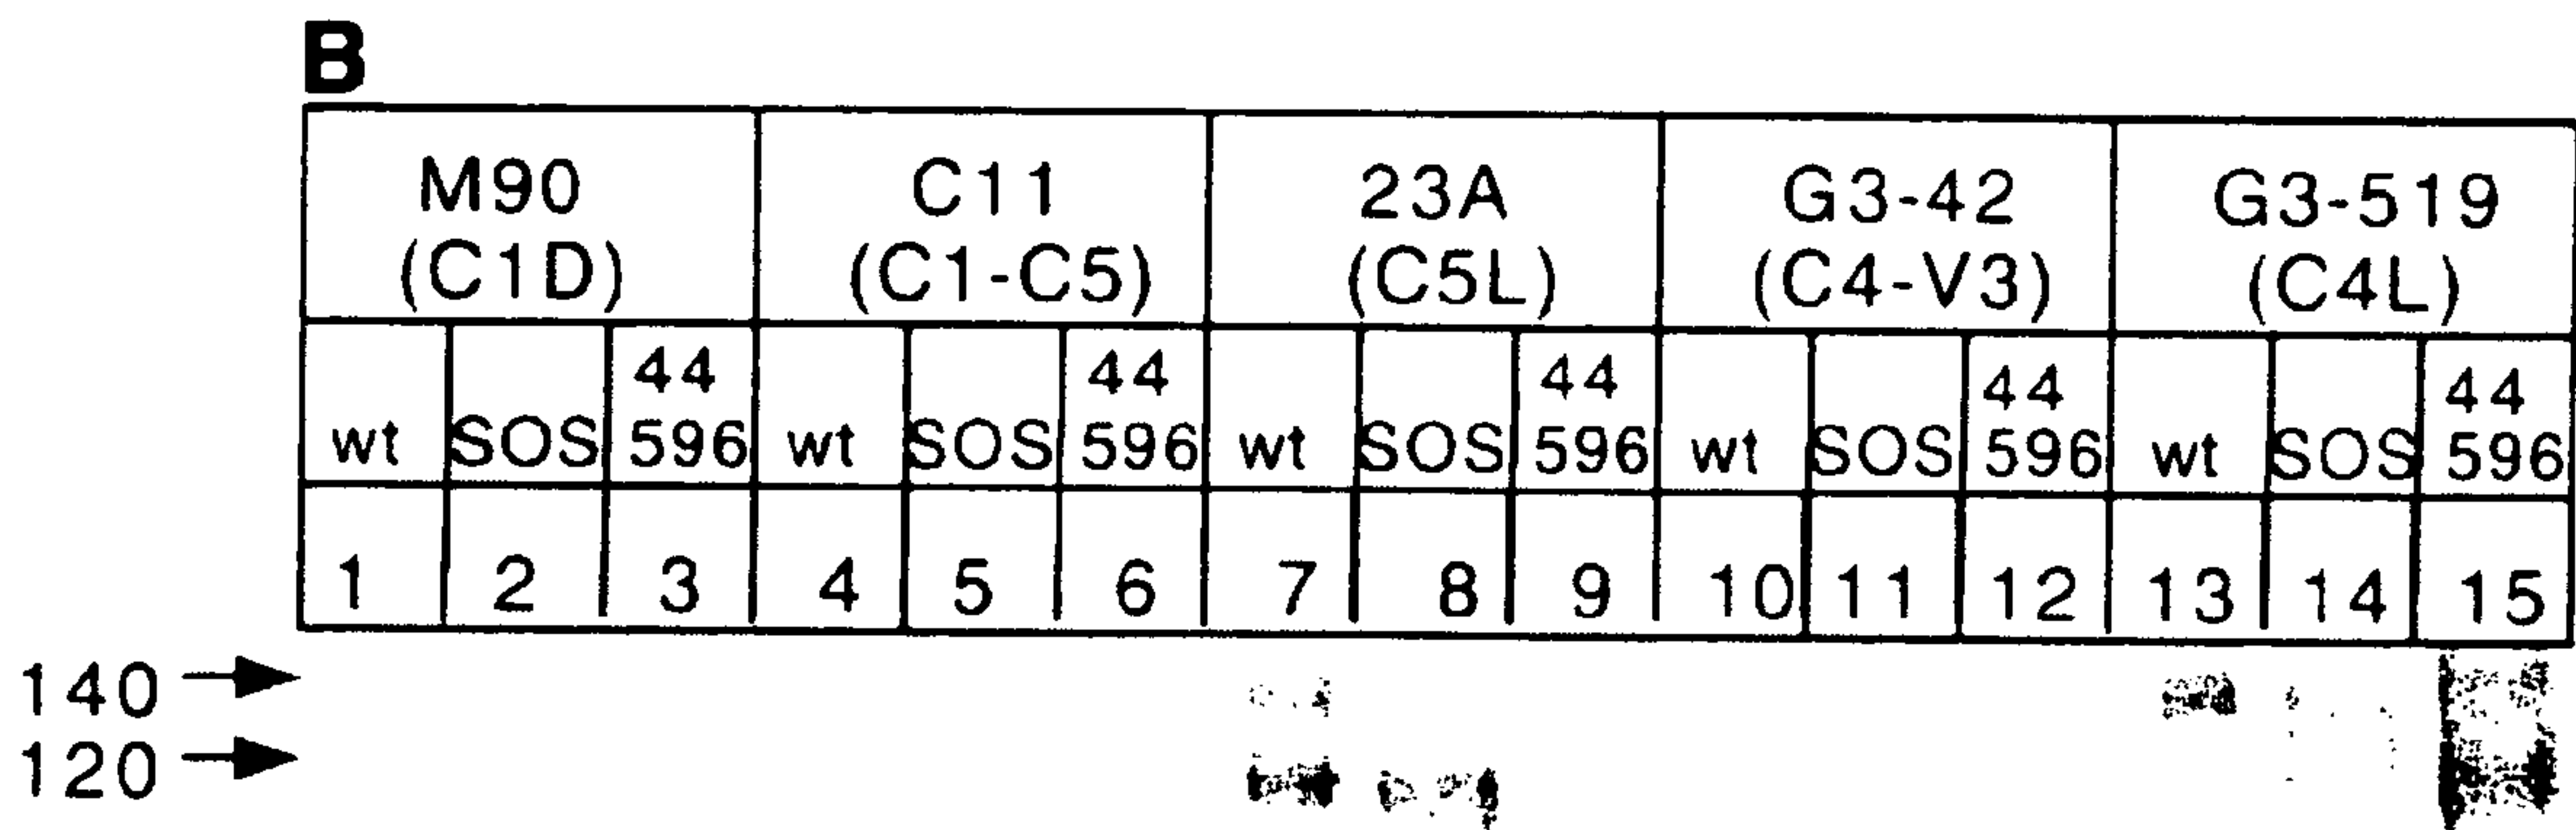 B
M90 C11 23A G3-42 G3-519
(C1D) (C1-C5) (C5L) (C4-V3) (C4L)
44 44 44 44 44
wt SOS 596 wt SOS 596 wt SOS 596 wt SOS 596 wt SOS 596
1 2 3 4 5 6 7 8 9 10 11 12 13 14 15
140
120